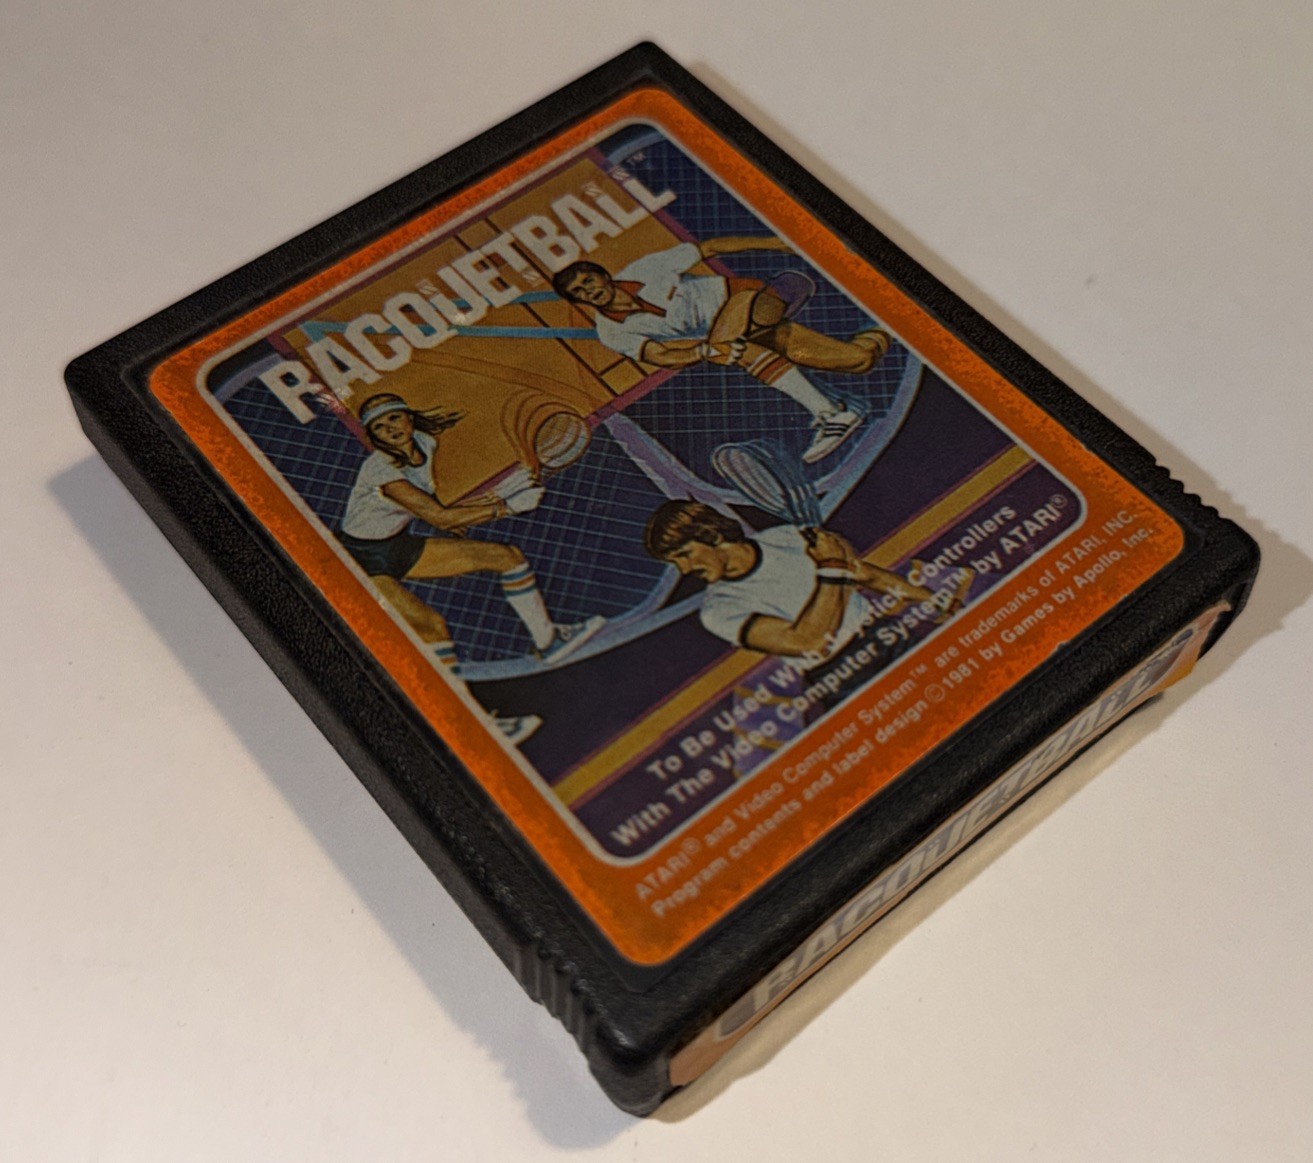 RACQUETBALL™
To Be Used With Joystick Controllers
With The Video Computer System™ by ATARI®
ATARI® and Video Computer System™ are trademarks of ATARI, INC.
Program contents and label design ©1981 by Games by Apollo, Inc.
RACQUETBALL